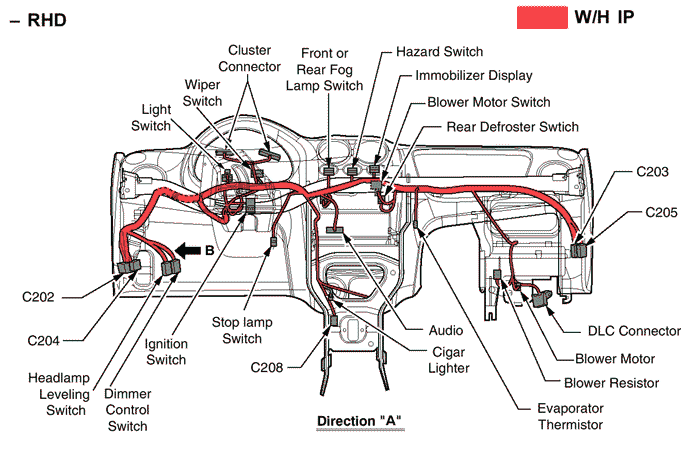 – RHD
W/H IP
Cluster
Connector
Wiper
Switch
Light
Switch
Front or
Rear Fog
Lamp Switch
Hazard Switch
Immobilizer Display
Blower Motor Switch
Rear Defroster Swtich
C203
C205
B
C202
C204
Headlamp
Leveling
Switch
Dimmer
Control
Switch
Ignition
Switch
Stop lamp
Switch
C208
Audio
Cigar
Lighter
DLC Connector
Blower Motor
Blower Resistor
Evaporator
Thermistor
Direction "A"